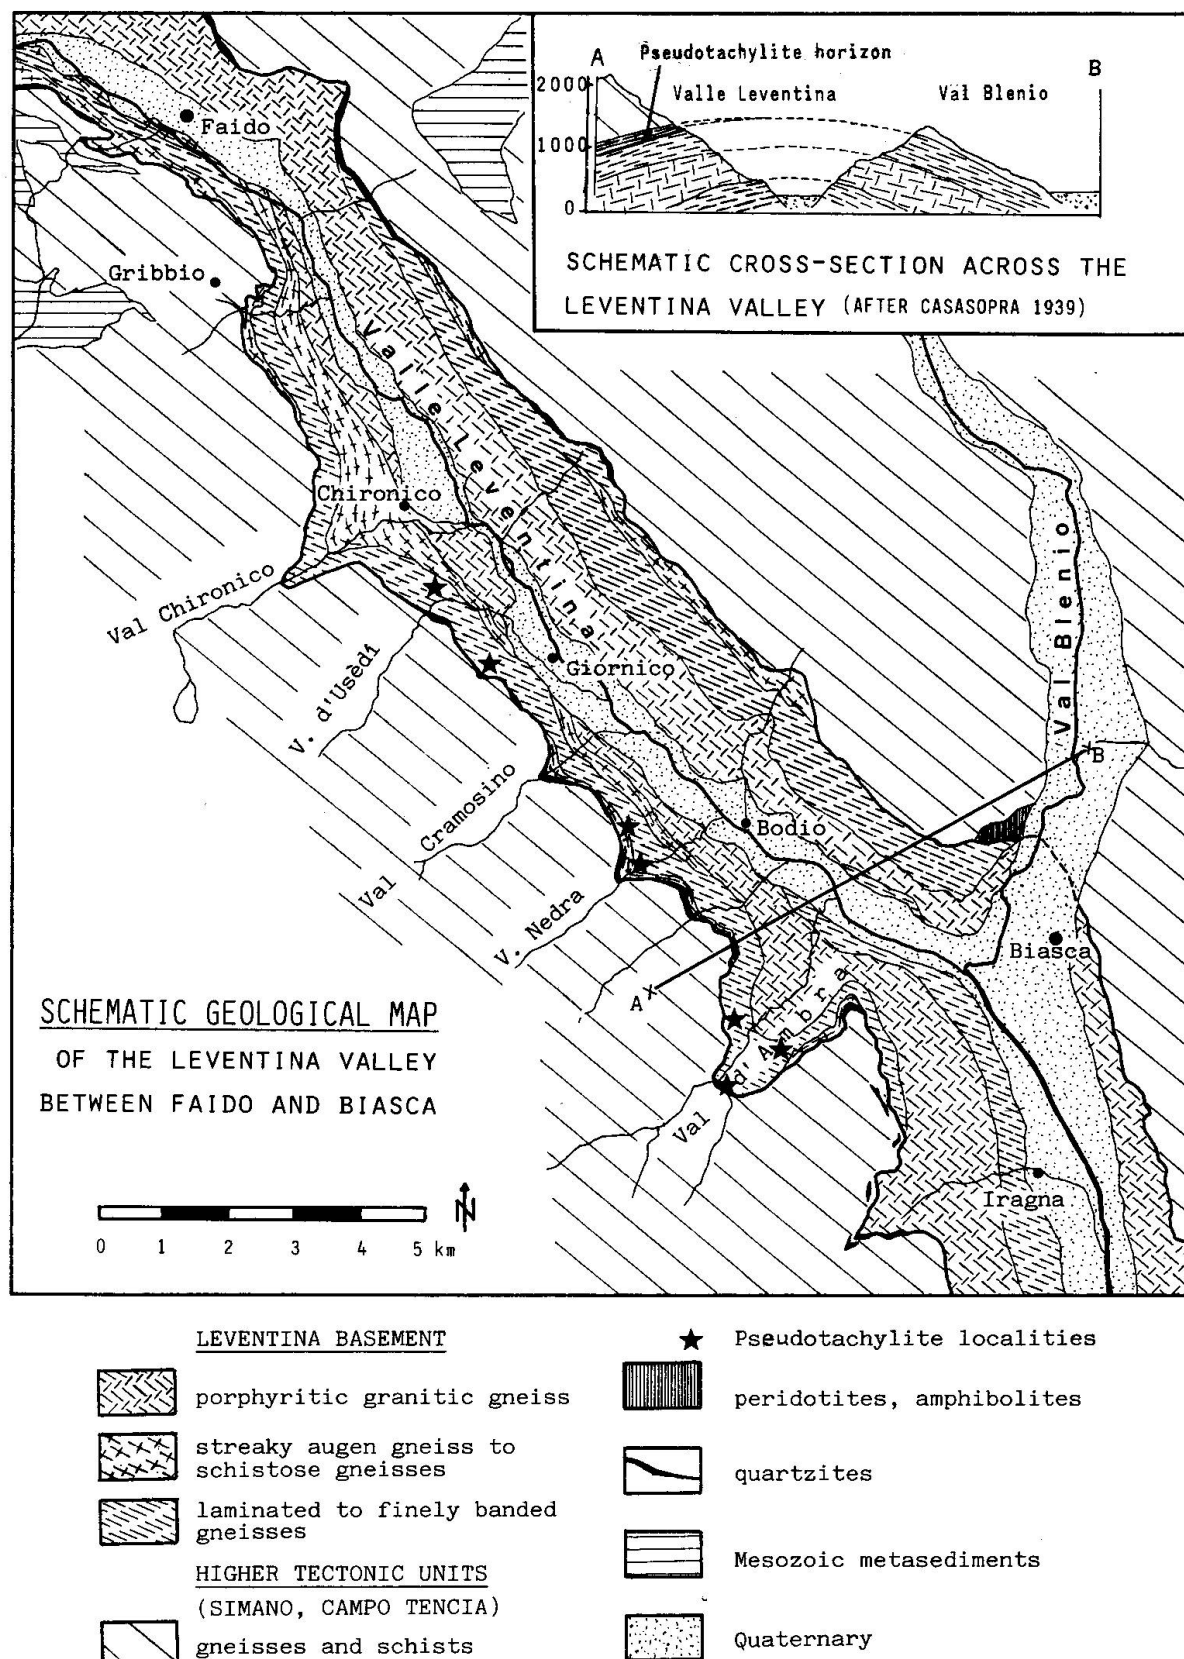 Pseudotachylite horizon
A
B
2000
Valle Leventina
Val Blenio
1000
0
SCHEMATIC CROSS-SECTION ACROSS THE
LEVENTINA VALLEY (AFTER CASASOPRA 1939)
Faido
Gribbio
Valle Leventina
Chironico
Val Chironico
V. d'Usèdi
Giornico
Val Blenio
B
Val Cramosino
Bodio
V. Nedra
Biasca
A
Val d'Ambra
Iragna
SCHEMATIC GEOLOGICAL MAP
OF THE LEVENTINA VALLEY
BETWEEN FAIDO AND BIASCA
N
0 1 2 3 4 5 km
LEVENTINA BASEMENT
porphyritic granitic gneiss
streaky augen gneiss to
schistose gneisses
laminated to finely banded
gneisses
HIGHER TECTONIC UNITS
(SIMANO, CAMPO TENCIA)
gneisses and schists
Pseudotachylite localities
peridotites, amphibolites
quartzites
Mesozoic metasediments
Quaternary